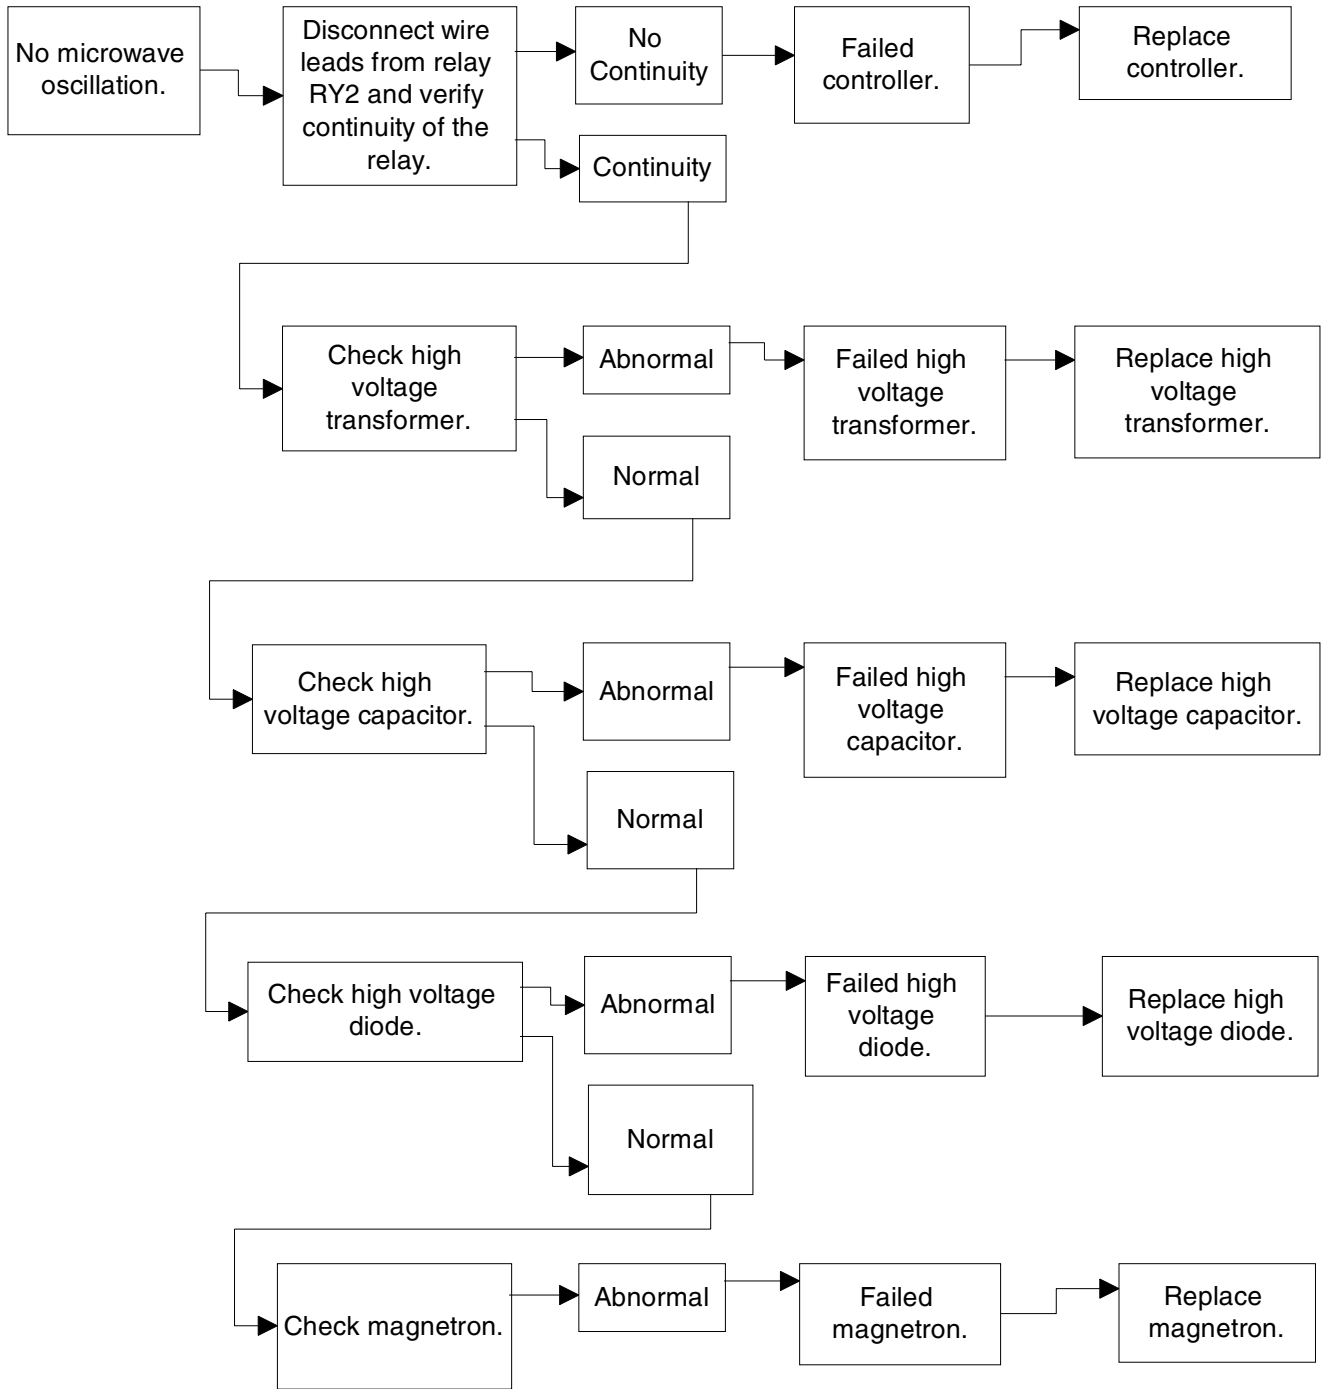 No microwave
oscillation.
Disconnect wire
leads from relay
RY2 and verify
continuity of the
relay.
No
Continuity
Failed
controller.
Replace
controller.
Continuity
Check high
voltage
transformer.
Abnormal
Failed high
voltage
transformer.
Replace high
voltage
transformer.
Normal
Check high
voltage capacitor.
Abnormal
Failed high
voltage
capacitor.
Replace high
voltage capacitor.
Normal
Check high voltage
diode.
Abnormal
Failed high
voltage
diode.
Replace high
voltage diode.
Normal
Check magnetron.
Abnormal
Failed
magnetron.
Replace
magnetron.